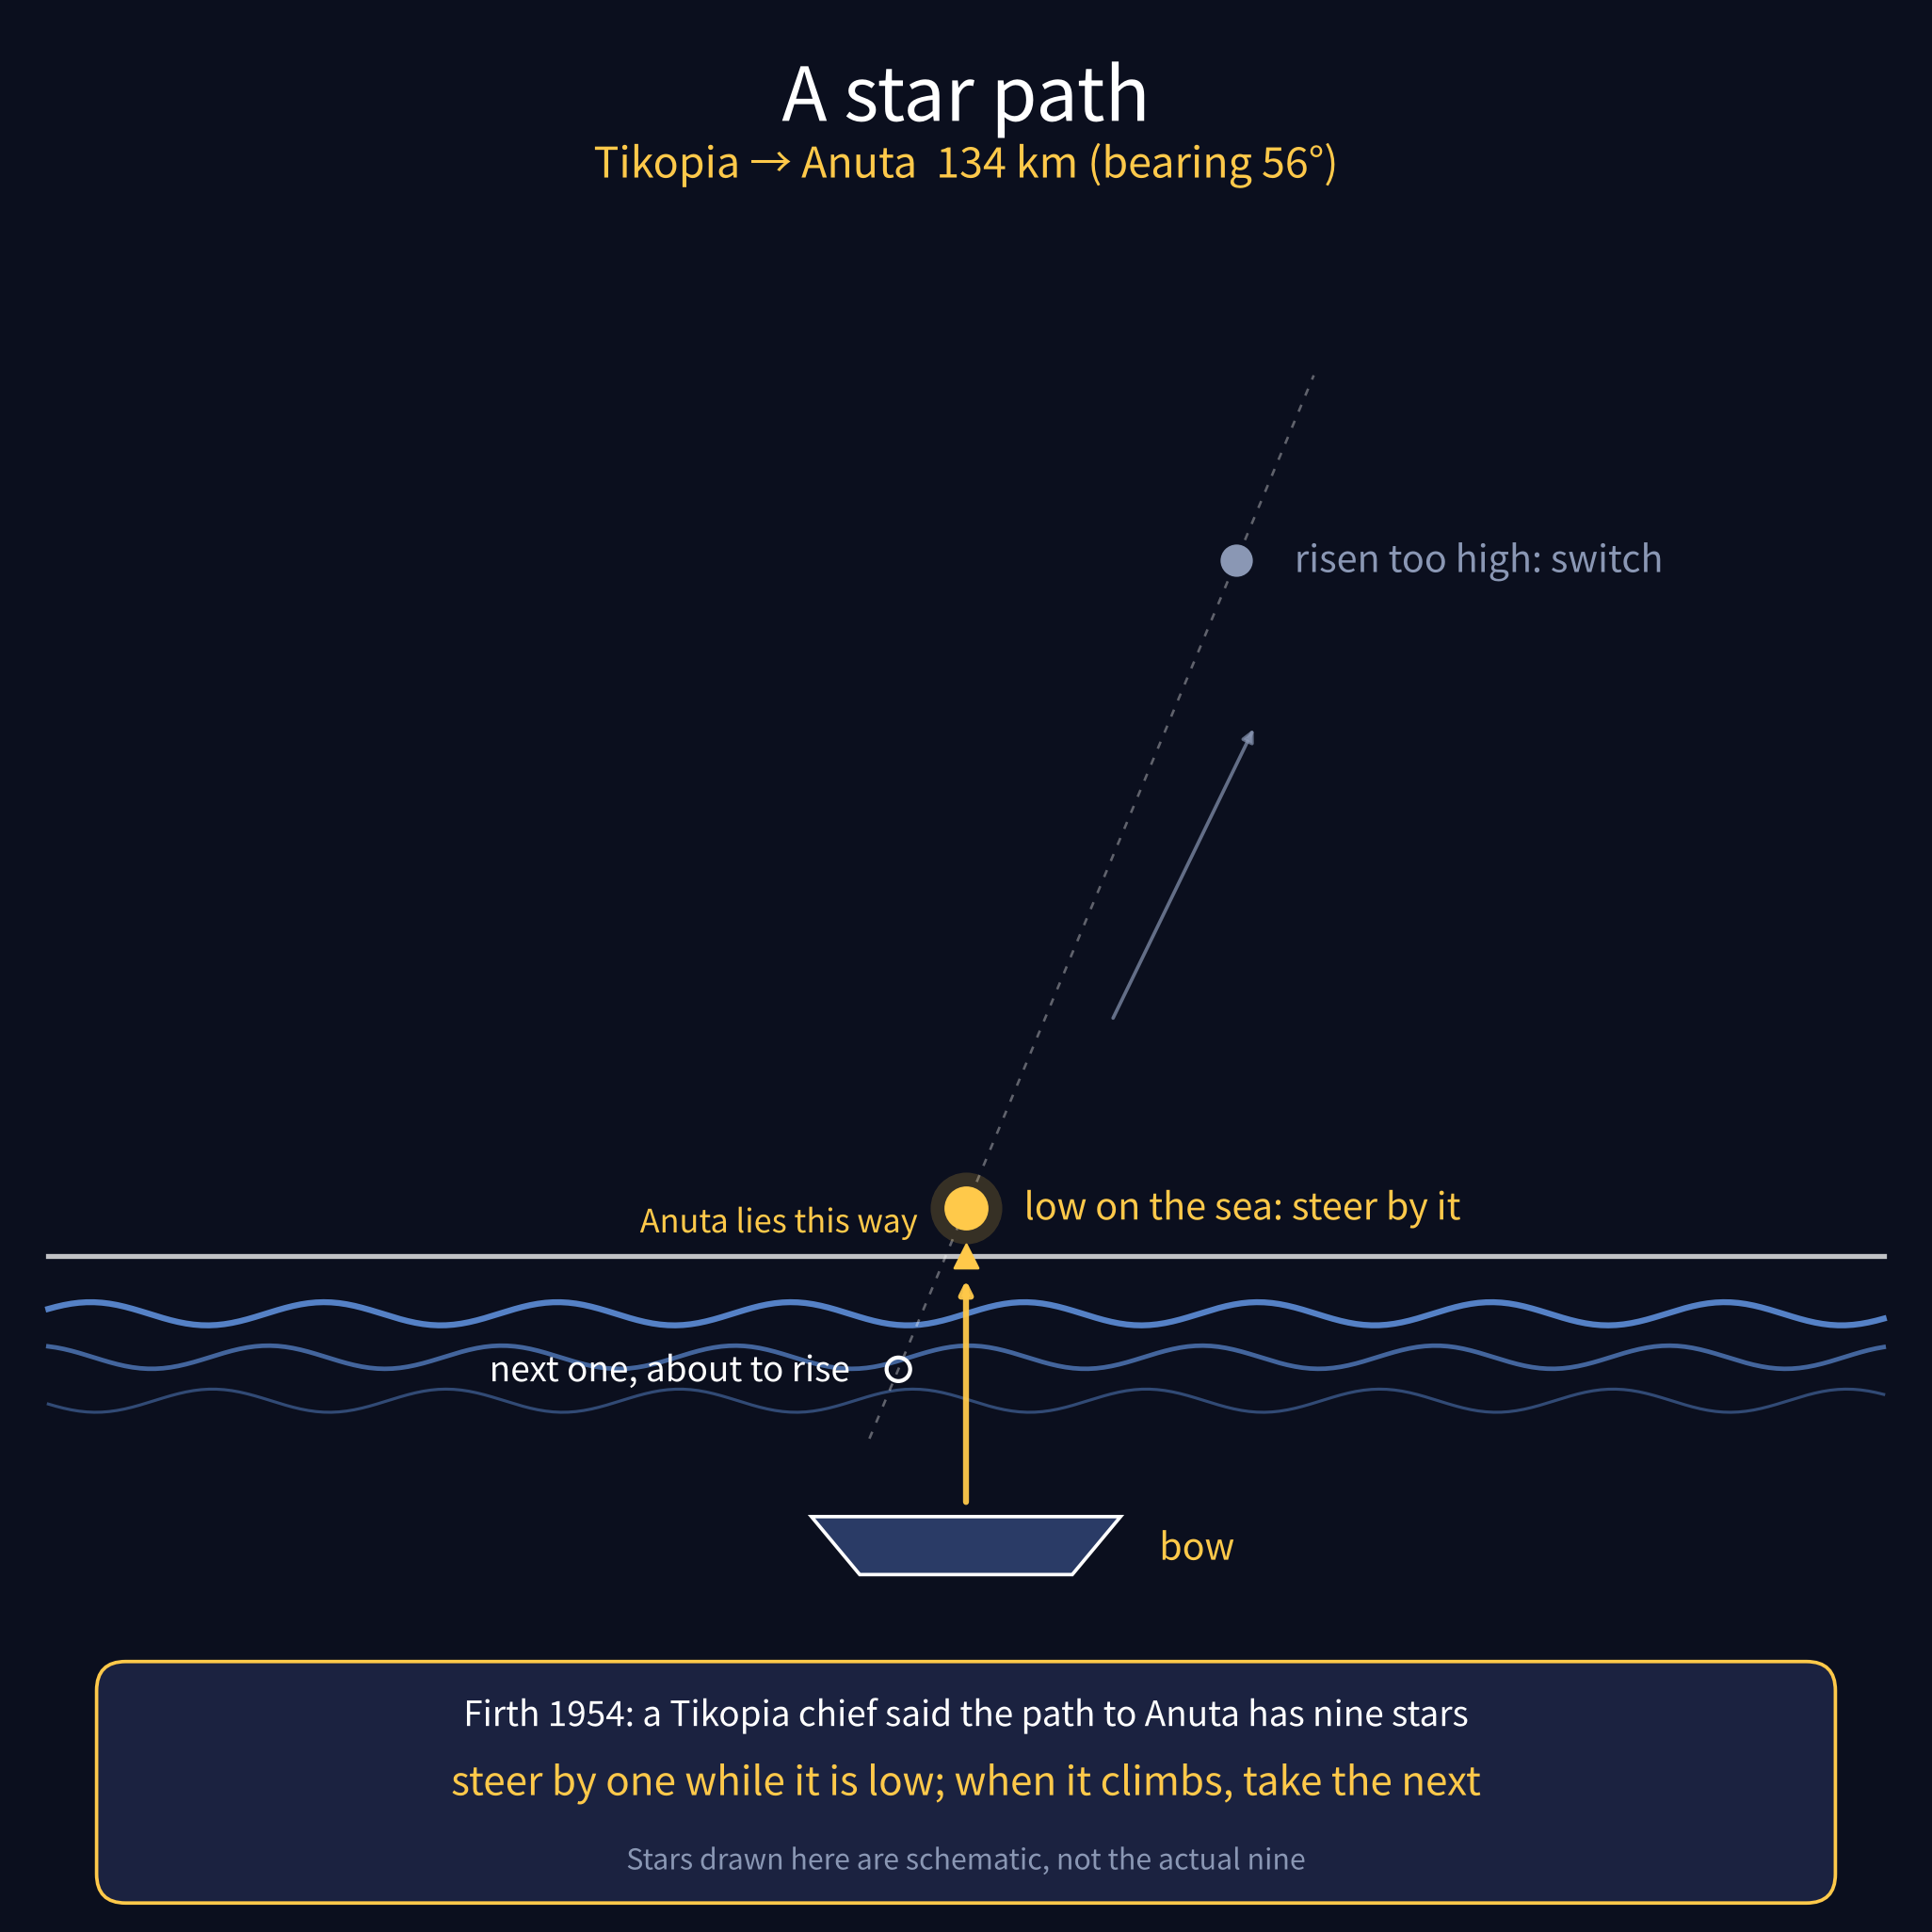 A star path
Tikopia → Anuta  134 km (bearing 56°)
risen too high: switch
low on the sea: steer by it
Anuta lies this way
next one, about to rise
bow
Firth 1954: a Tikopia chief said the path to Anuta has nine stars
steer by one while it is low; when it climbs, take the next
Stars drawn here are schematic, not the actual nine